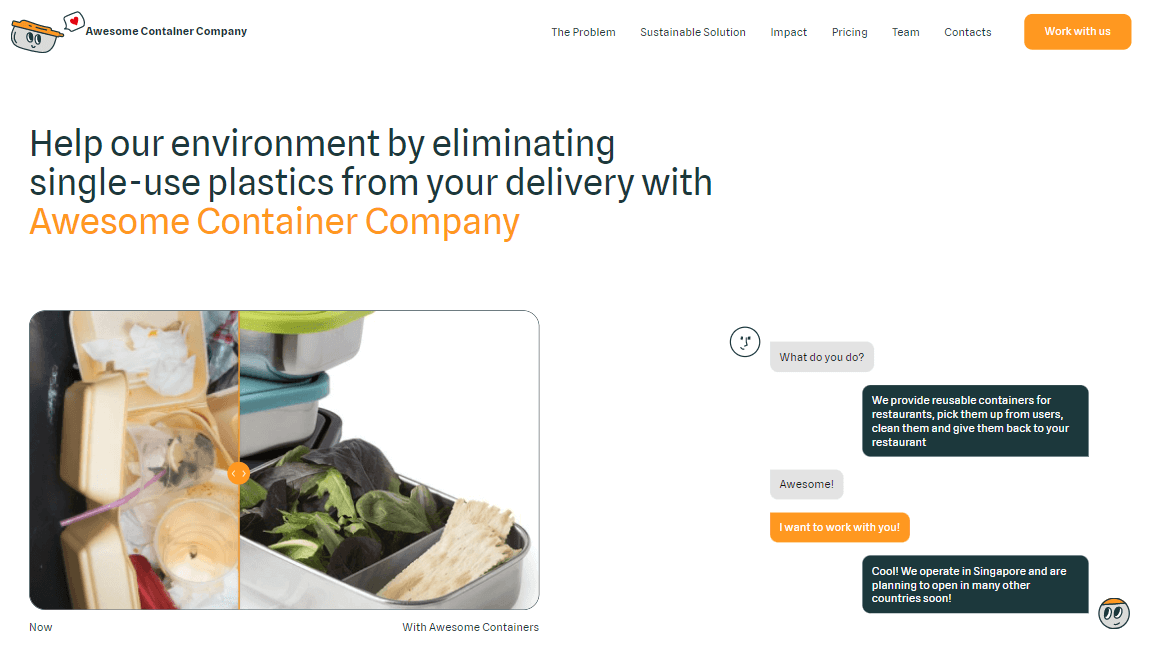 Awesome Container Company
The Problem
Sustainable Solution
Impact
Pricing
Team
Contacts
Work with us
Help our environment by eliminating
single-use plastics from your delivery with
Awesome Container Company
What do you do?
We provide reusable containers for
restaurants, pick them up from users,
clean them and give them back to your
restaurant
Awesome!
I want to work with you!
Cool! We operate in Singapore and are
planning to open in many other
countries soon!
Now
With Awesome Containers